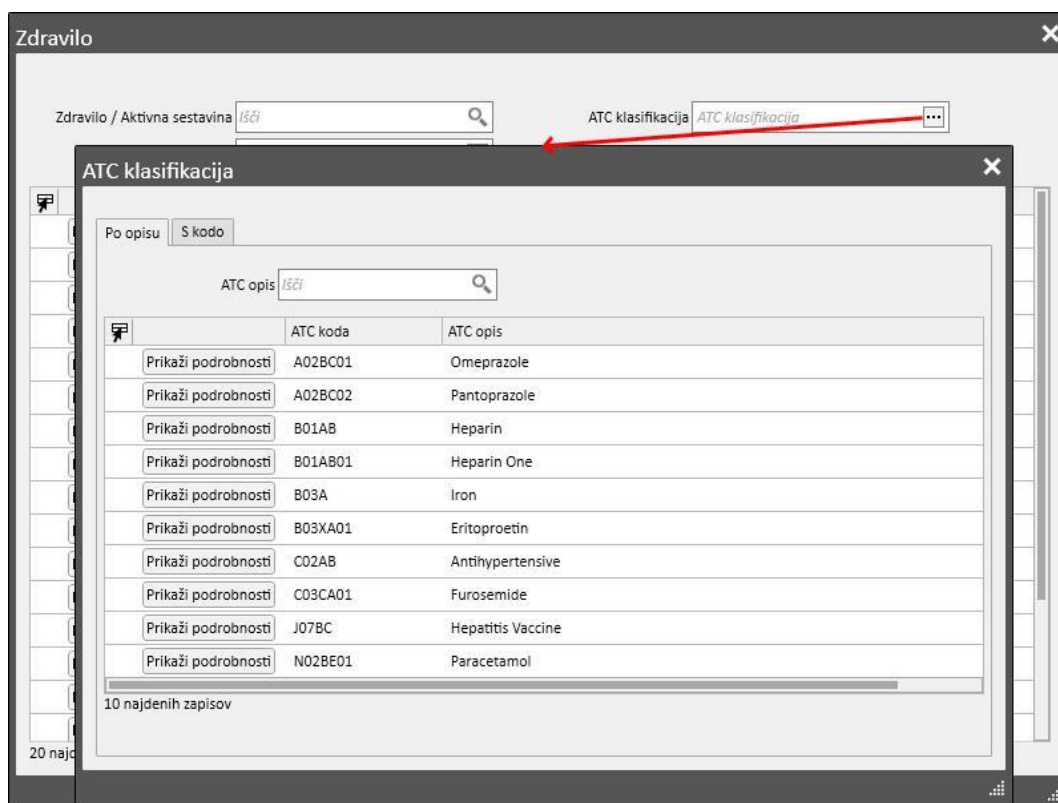 Zdravilo
Zdravilo / Aktivna sestavina Išči ATC klasifikacija ATC klasifikacija ...
ATC klasifikacija
Po opisu S kodo
ATC opis Išči
ATC koda ATC opis
Prikaži podrobnosti A02BC01 Omeprazole
Prikaži podrobnosti A02BC02 Pantoprazole
Prikaži podrobnosti B01AB Heparin
Prikaži podrobnosti B01AB01 Heparin One
Prikaži podrobnosti B03A Iron
Prikaži podrobnosti B03XA01 Eritoproetin
Prikaži podrobnosti C02AB Antihypertensive
Prikaži podrobnosti C03CA01 Furosemide
Prikaži podrobnosti J07BC Hepatitis Vaccine
Prikaži podrobnosti N02BE01 Paracetamol
10 najdenih zapisov
20